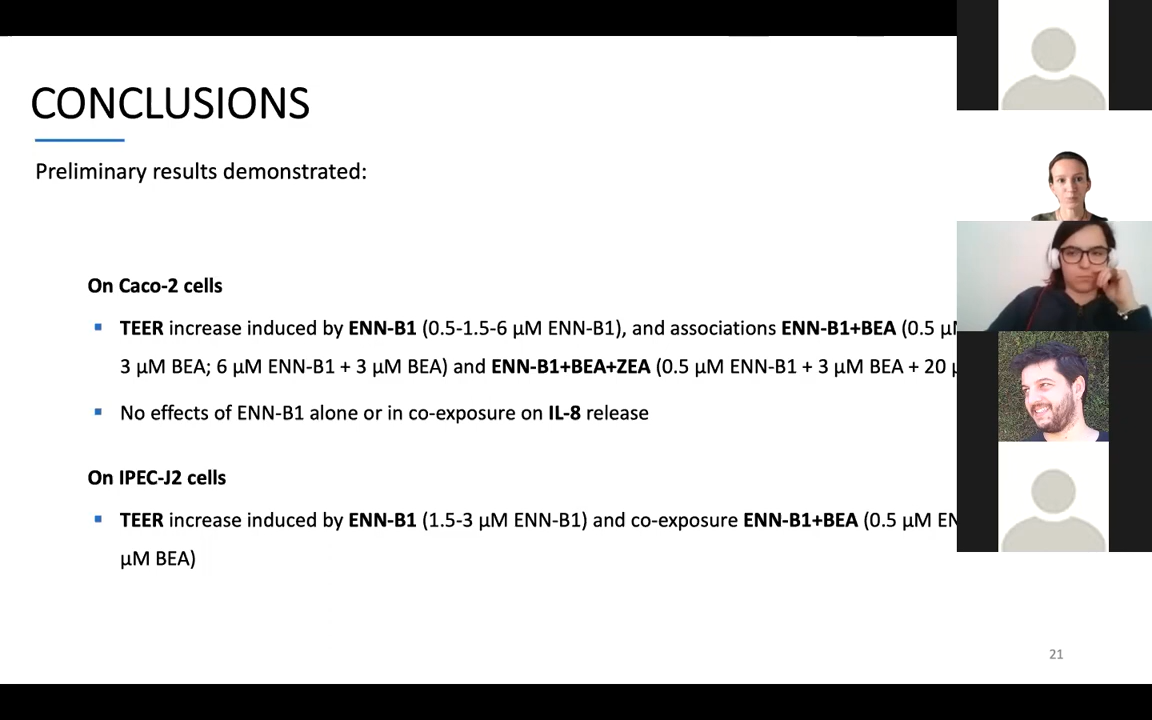 CONCLUSIONS
Preliminary results demonstrated:
On Caco-2 cells
▪ TEER increase induced by ENN-B1 (0.5-1.5-6 µM ENN-B1), and associations ENN-B1+BEA (0.5
3 µM BEA; 6 µM ENN-B1 + 3 µM BEA) and ENN-B1+BEA+ZEA (0.5 µM ENN-B1 + 3 µM BEA + 20
▪ No effects of ENN-B1 alone or in co-exposure on IL-8 release
On IPEC-J2 cells
▪ TEER increase induced by ENN-B1 (1.5-3 µM ENN-B1) and co-exposure ENN-B1+BEA (0.5 µM
µM BEA)
21